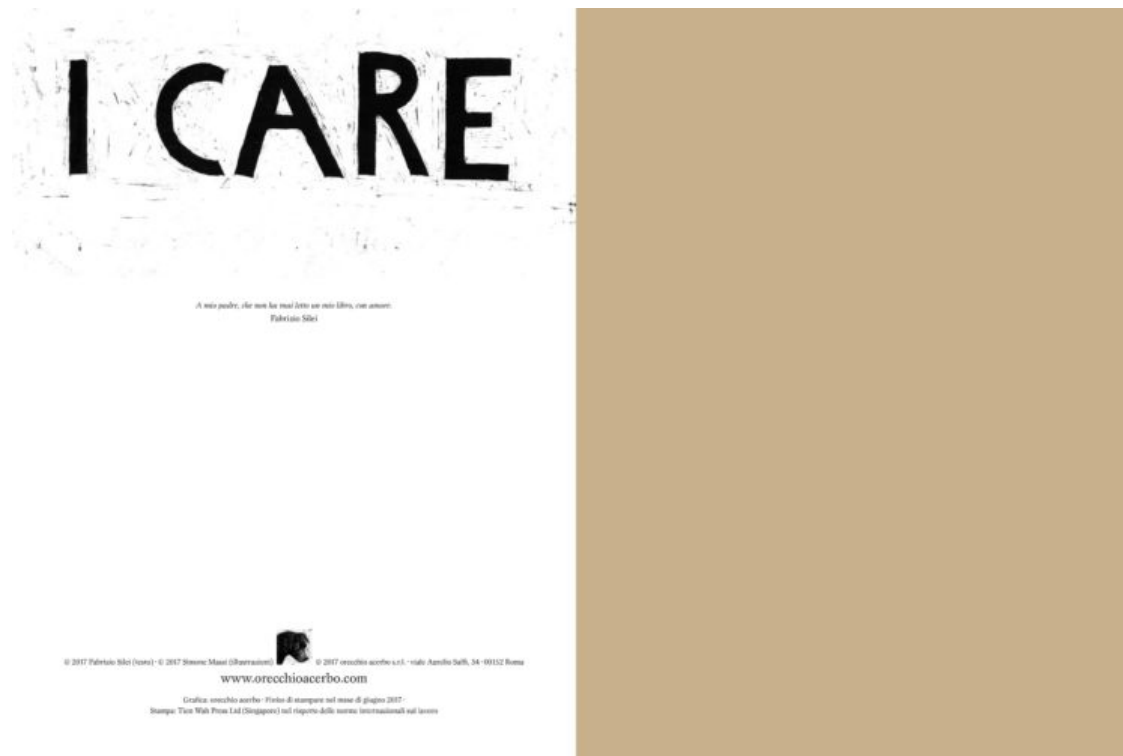 I CARE
A mio padre, che non ha mai letto un mio libro, con amore.
Fabrizio Silei
© 2017 Fabrizio Silei (testo) · © 2017 Simone Massi (illustrazioni) © 2017 orecchio acerbo s.r.l. · viale Aurelio Saffi, 54 · 00152 Roma
www.orecchioacerbo.com
Grafica: orecchio acerbo · Finito di stampare nel mese di giugno 2017 ·
Stampa: Tien Wah Press Ltd (Singapore) nel rispetto delle norme internazionali sul lavoro